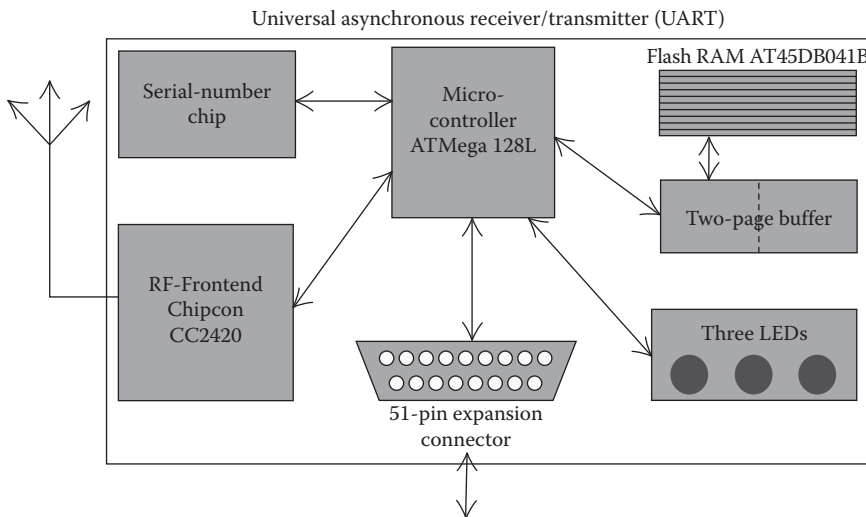 Universal asynchronous receiver/transmitter (UART)
Flash RAM AT45DB041B
Serial-number
chip
Micro-
controller
ATMega 128L
Two-page buffer
RF-Frontend
Chipcon
CC2420
Three LEDs
51-pin expansion
connector